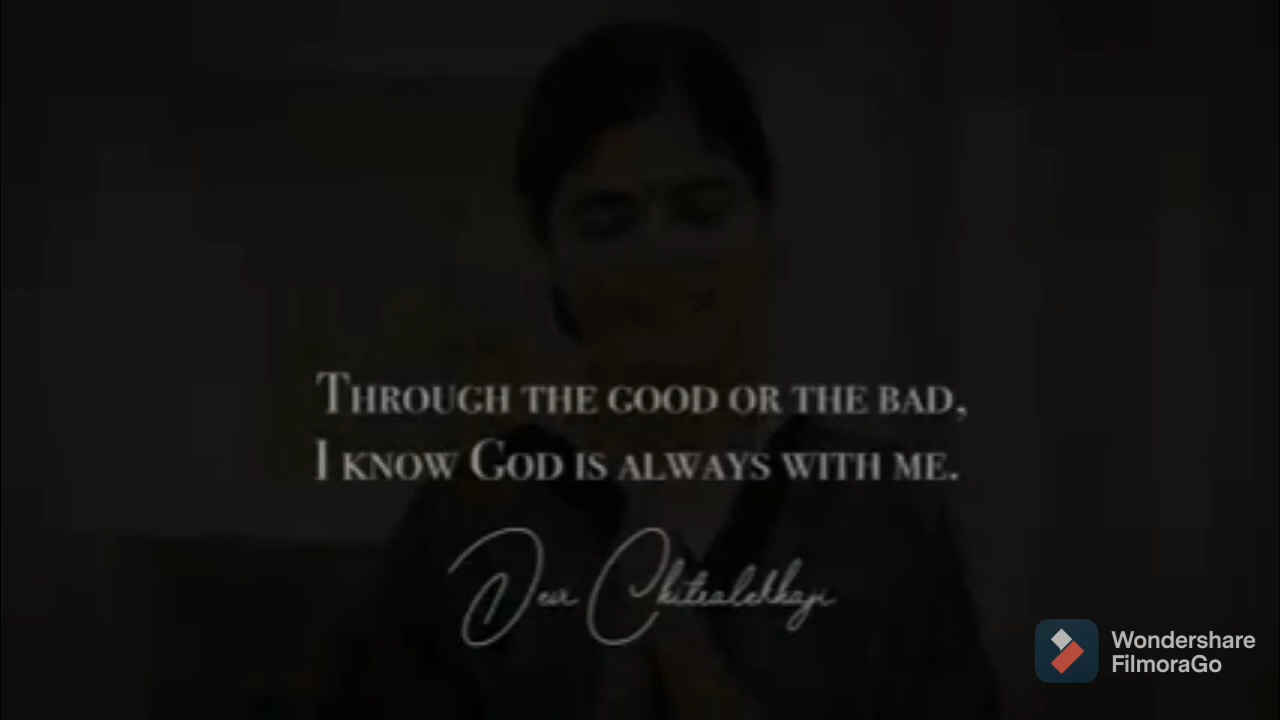 Through the good or the bad,
I know God is always with me.
Wondershare
FilmoraGo